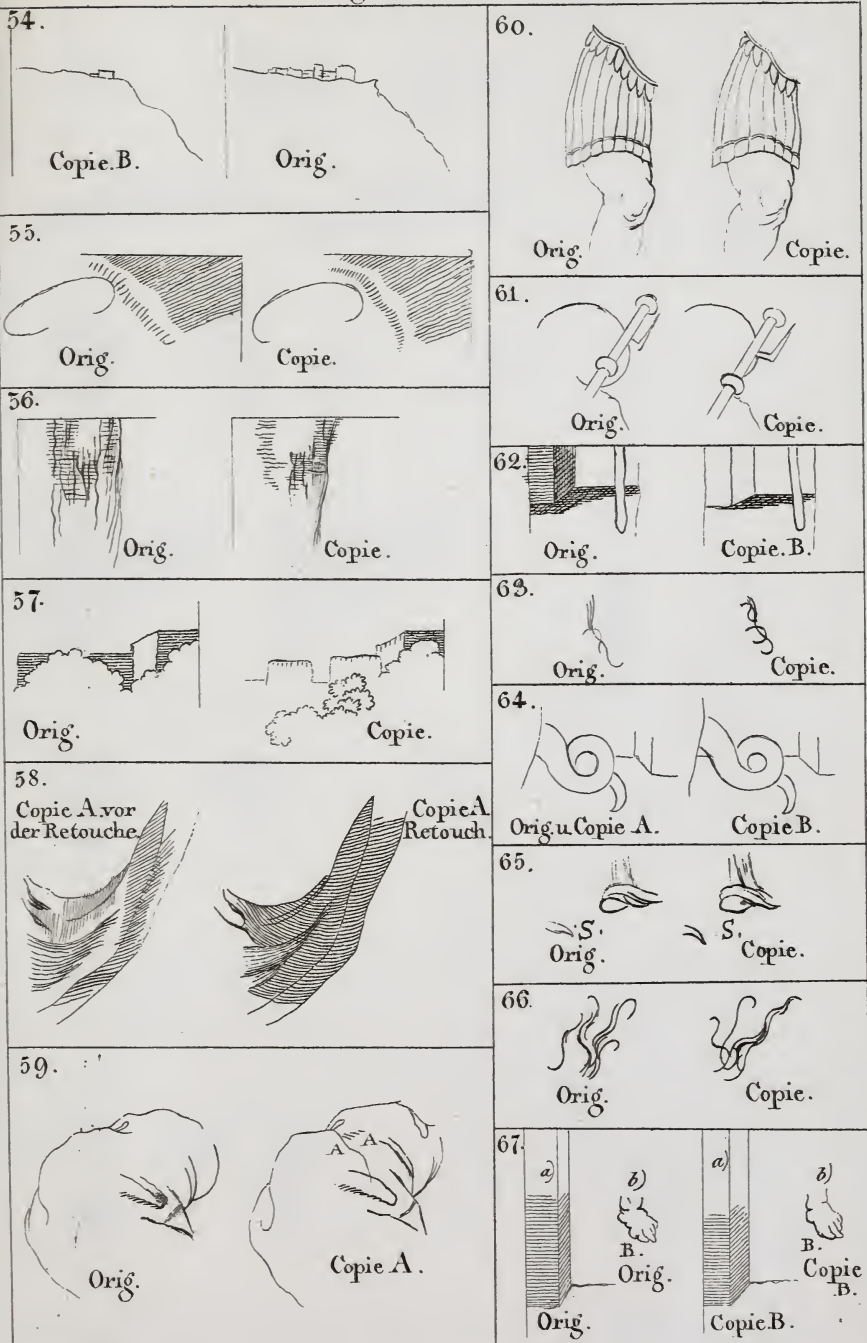 54.
Copie.B.
Orig.
55.
Orig.
Copie.
56.
Orig.
Copie.
57.
Orig.
Copie.
58.
Copie A.vor
der Retouche.
Copie A
Retouch.
59.
A
A
Orig.
Copie A.
60.
Orig.
Copie.
61.
Orig.
Copie.
62.
Orig.
Copie.B.
63.
Orig.
Copie.
64.
Orig.u.Copie A.
Copie B.
65.
S.
Orig.
S.
Copie.
66.
Orig.
Copie.
67.
a)
b)
B.
Orig.
Orig.
a)
b)
B.
Copie
B.
Copie B.